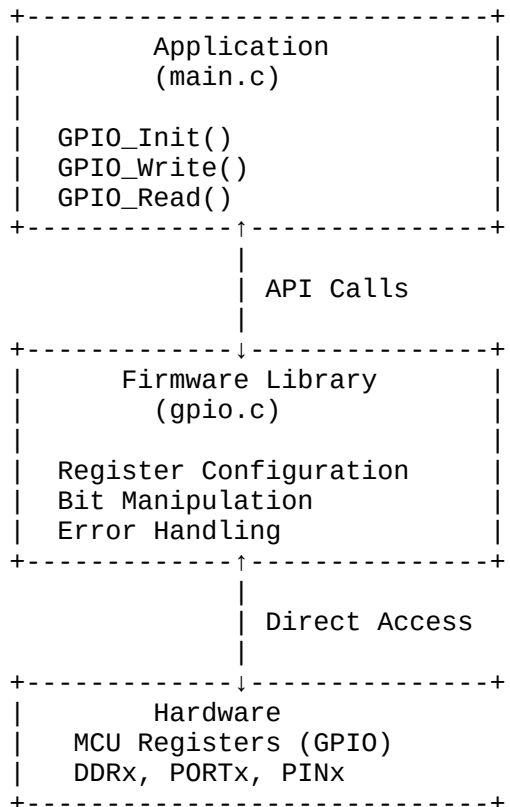 +-----------------------------+
|         Application         |
|         (main.c)            |
|                             |
|  GPIO_Init()                |
|  GPIO_Write()               |
|  GPIO_Read()                |
+-------------↑---------------+
              |
              | API Calls
              |
+-------------↓---------------+
|       Firmware Library      |
|         (gpio.c)            |
|                             |
|  Register Configuration     |
|  Bit Manipulation           |
|  Error Handling             |
+-------------↑---------------+
              |
              | Direct Access
              |
+-------------↓---------------+
|         Hardware
|    MCU Registers (GPIO)
|    DDRx, PORTx, PINx
+-----------------------------+